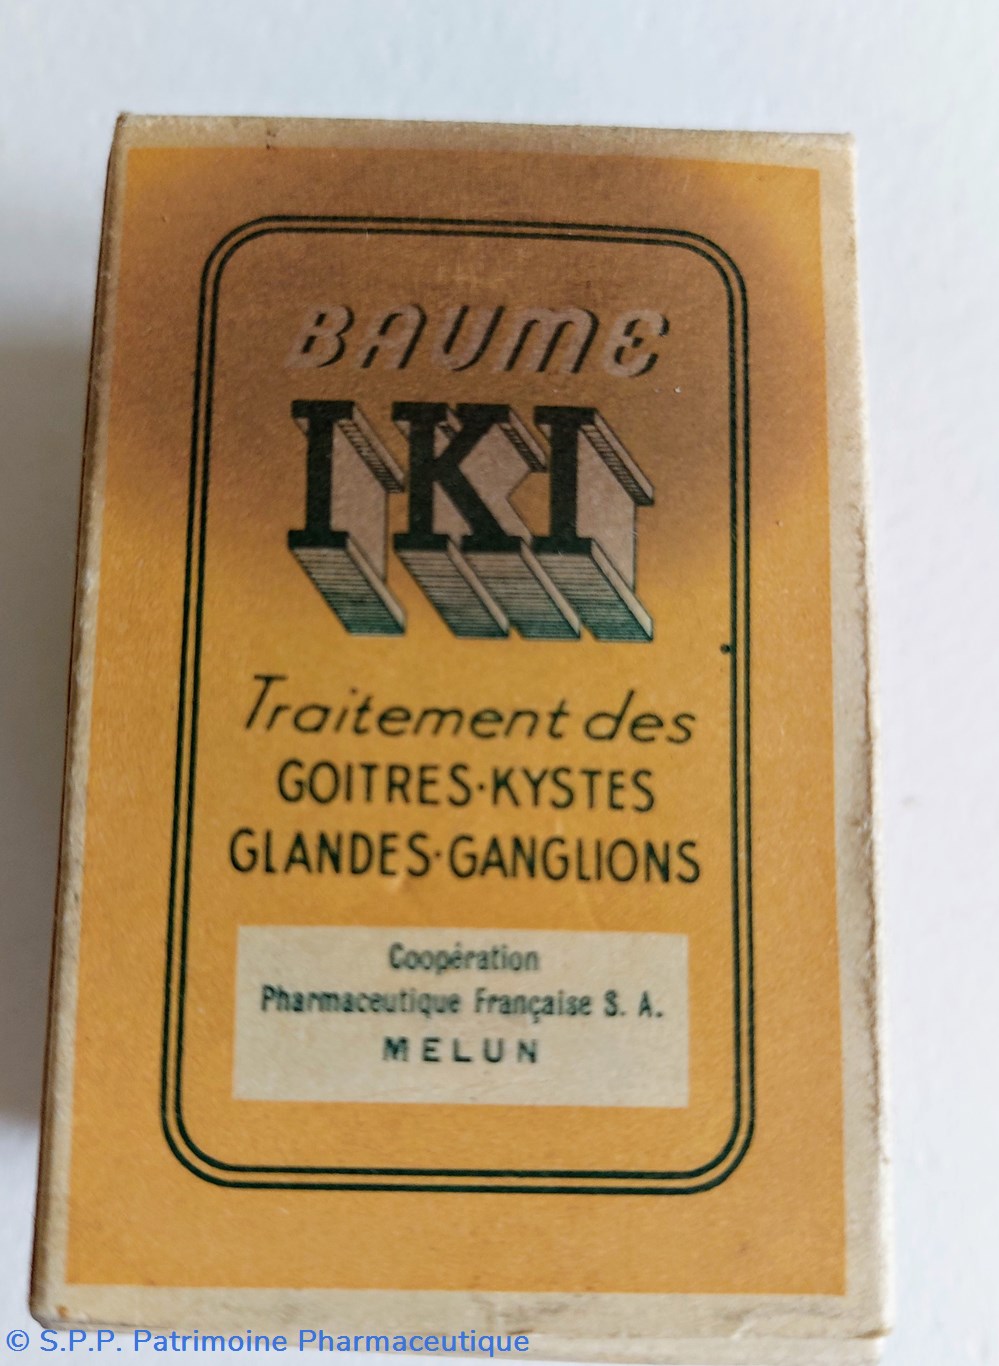 BAUME
IKI
Traitement des
GOITRES·KYSTES
GLANDES·GANGLIONS
Coopération
Pharmaceutique Française S. A.
MELUN
© S.P.P. Patrimoine Pharmaceutique